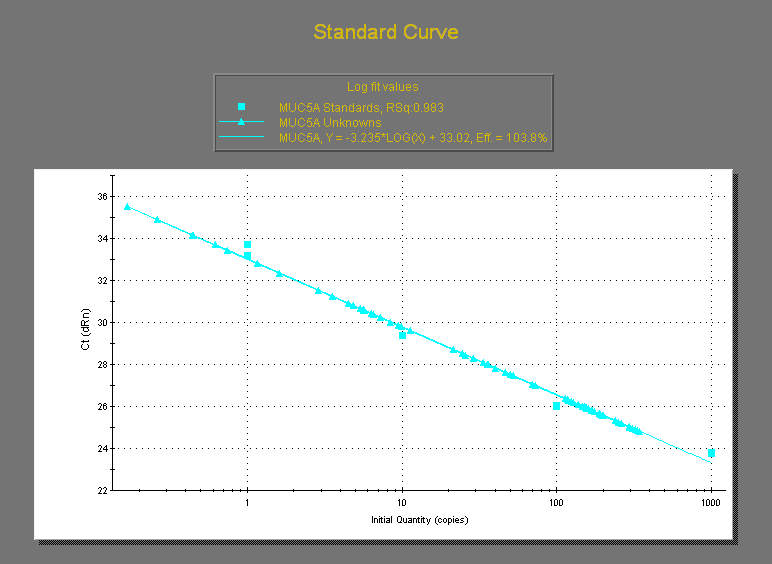 Standard Curve
Log fit values
MUC5A Standards, RSq:0.983
MUC5A Unknowns
MUC5A, Y = -3.235*LOG(X) + 33.02, Eff. = 103.8%
36
34
32
30
28
26
24
22
Ct (dRn)
1 10 100 1000
Initial Quantity (copies)